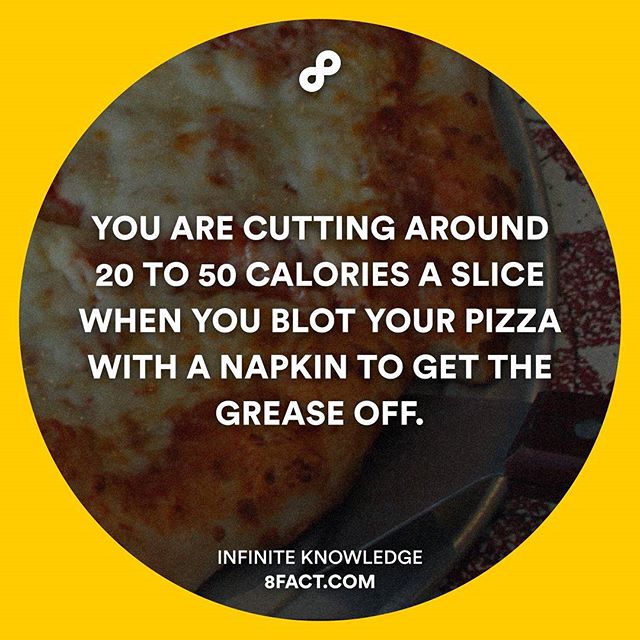 YOU ARE CUTTING AROUND
20 TO 50 CALORIES A SLICE
WHEN YOU BLOT YOUR PIZZA
WITH A NAPKIN TO GET THE
GREASE OFF.
INFINITE KNOWLEDGE
8FACT.COM